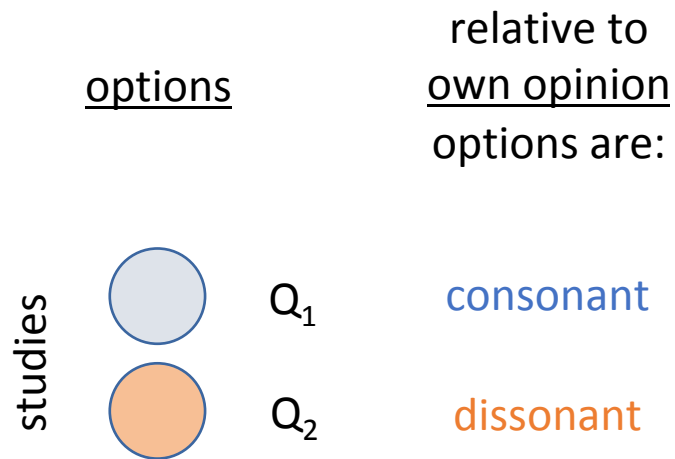 options
relative to
own opinion
options are:
studies
Q₁
consonant
Q₂
dissonant